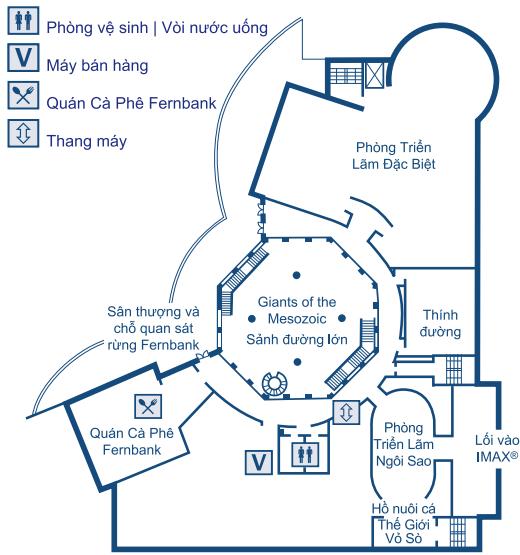 Phòng vệ sinh | Vòi nước uống
V Máy bán hàng
Quán Cà Phê Fernbank
Thang máy
Phòng Triển
Lãm Đặc Biệt
Giants of the
Mesozoic
Sảnh đường lớn
Thính
đường
Sân thượng và
chỗ quan sát
rừng Fernbank
Quán Cà Phê
Fernbank
V
Phòng
Triển Lãm
Ngôi Sao
Lối vào
IMAX®
Hồ nuôi cá
Thế Giới
Vỏ Sò